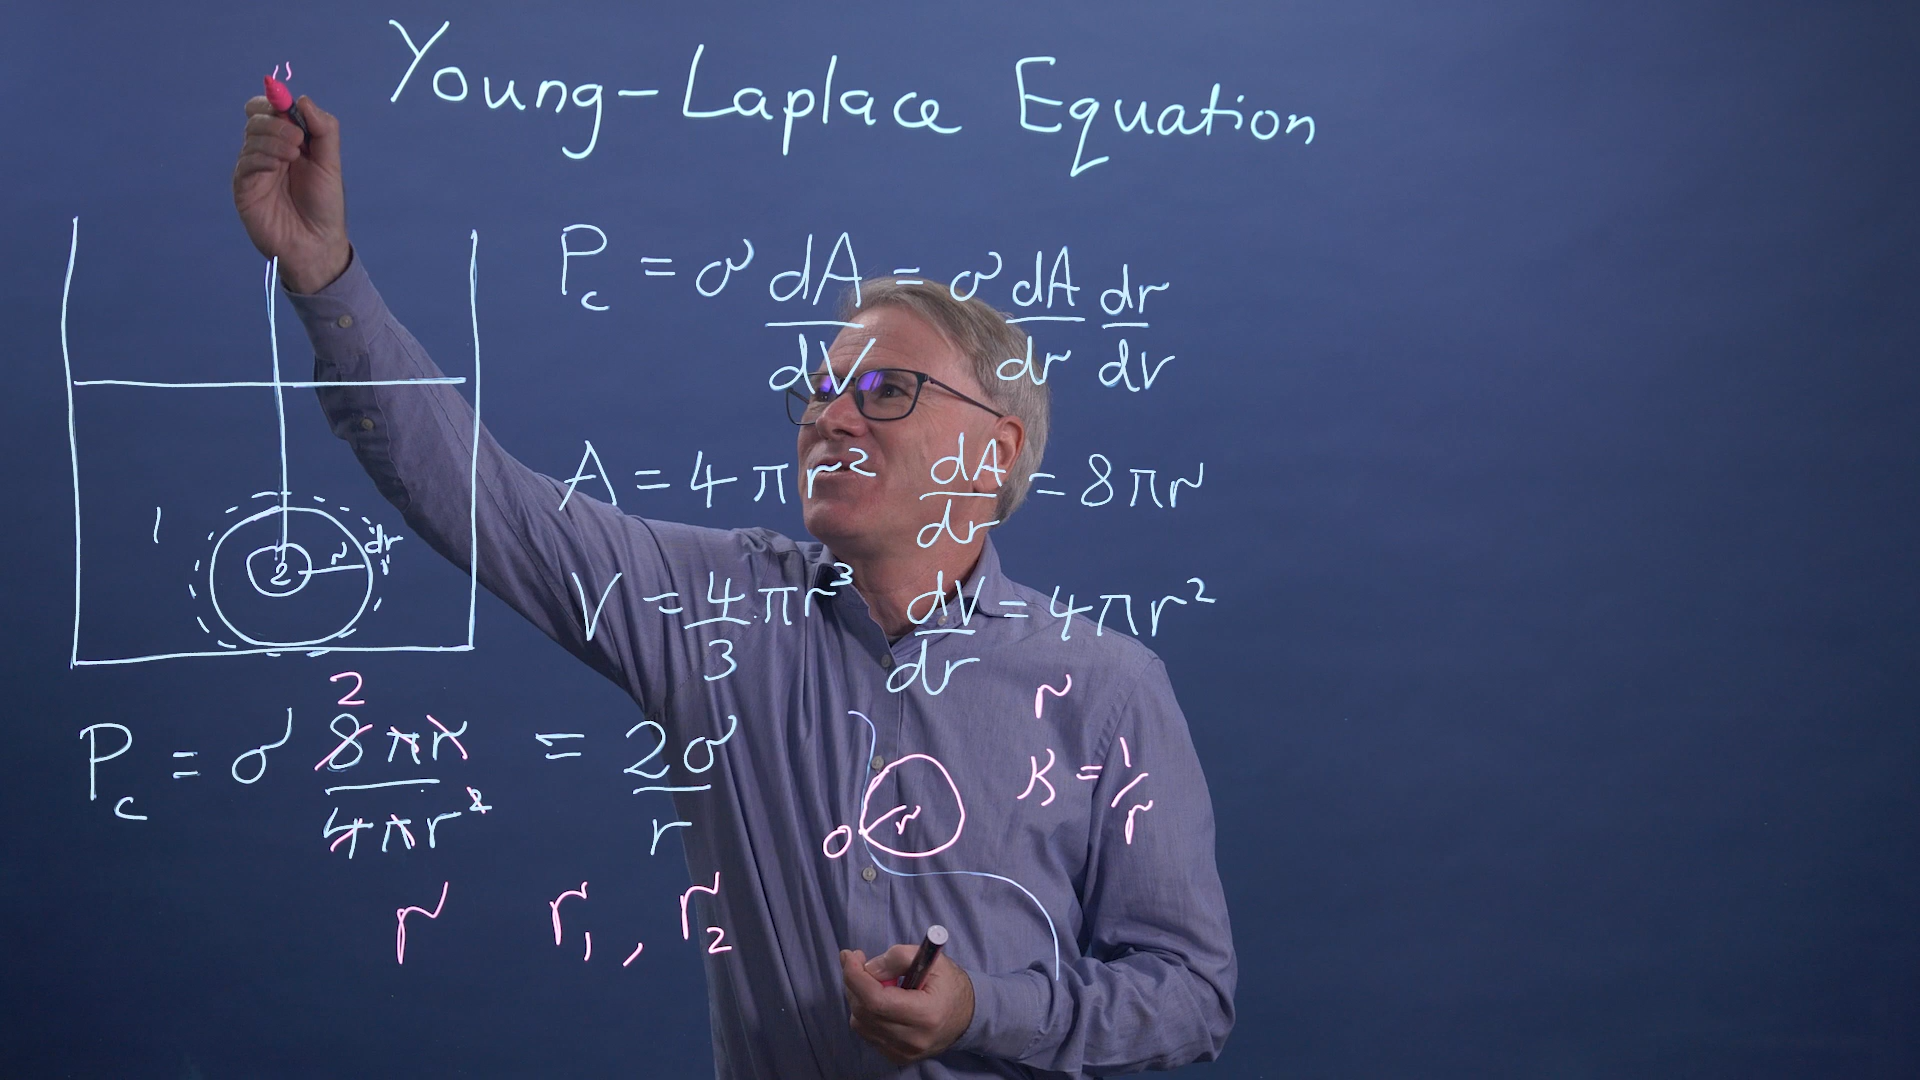 Young-Laplace Equation
P_c = σ dA/dV = σ dA/dr dr/dV
A = 4πr² dA/dr = 8πr
1
2 r dr
V = 4/3 πr³ dV/dr = 4πr²
2
r
P_c = σ 8πr/4πr² = 2σ/r
O r
K = 1/r
r r₁, r₂